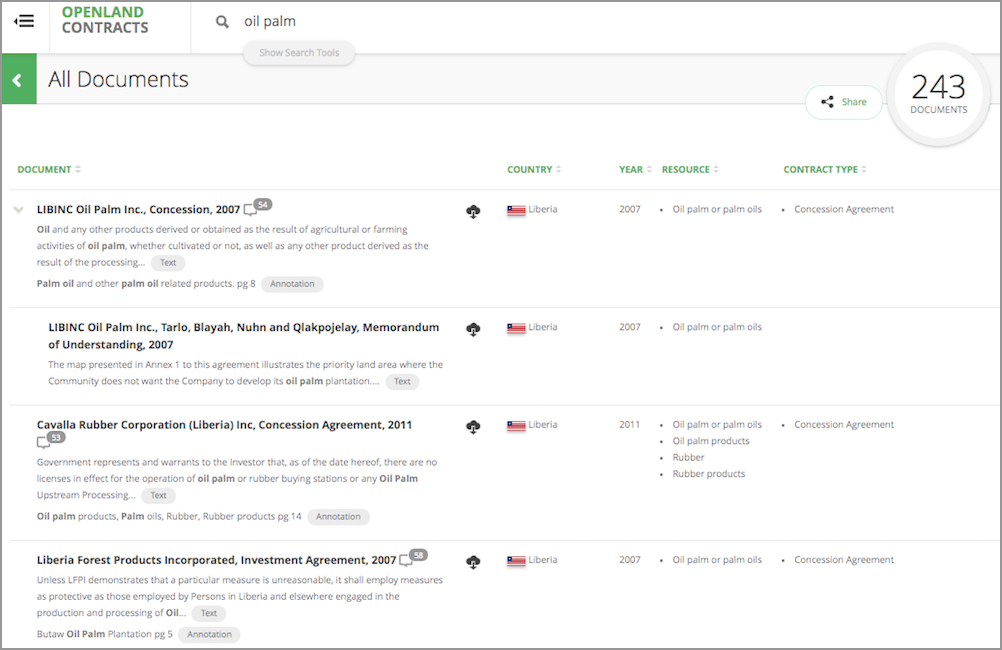 OPENLAND
CONTRACTS
oil palm
Show Search Tools
All Documents
Share
243
DOCUMENTS
DOCUMENT COUNTRY YEAR RESOURCE CONTRACT TYPE
LIBINC Oil Palm Inc., Concession, 2007 54 Liberia 2007 • Oil palm or palm oils • Concession Agreement
Oil and any other products derived or obtained as the result of agricultural or farming
activities of oil palm, whether cultivated or not, as well as any other product derived as the
result of the processing... Text
Palm oil and other palm oil related products. pg 8 Annotation
LIBINC Oil Palm Inc., Tarlo, Blayah, Nuhn and Qlakpojelay, Memorandum Liberia 2007 • Oil palm or palm oils
of Understanding, 2007
The map presented in Annex 1 to this agreement illustrates the priority land area where the
Community does not want the Company to develop its oil palm plantation.... Text
Cavalla Rubber Corporation (Liberia) Inc, Concession Agreement, 2011 Liberia 2011 • Oil palm or palm oils • Concession Agreement
53 • Oil palm products
• Rubber
Government represents and warrants to the Investor that, as of the date hereof, there are no
• Rubber products
licenses in effect for the operation of oil palm or rubber buying stations or any Oil Palm
Upstream Processing... Text
Oil palm products, Palm oils, Rubber, Rubber products pg 14 Annotation
Liberia Forest Products Incorporated, Investment Agreement, 2007 58 Liberia 2007 • Oil palm or palm oils • Concession Agreement
Unless LFPI demonstrates that a particular measure is unreasonable, it shall employ measures
as protective as those employed by Persons in Liberia and elsewhere engaged in the
production and processing of Oil... Text
Butaw Oil Palm Plantation pg 5 Annotation